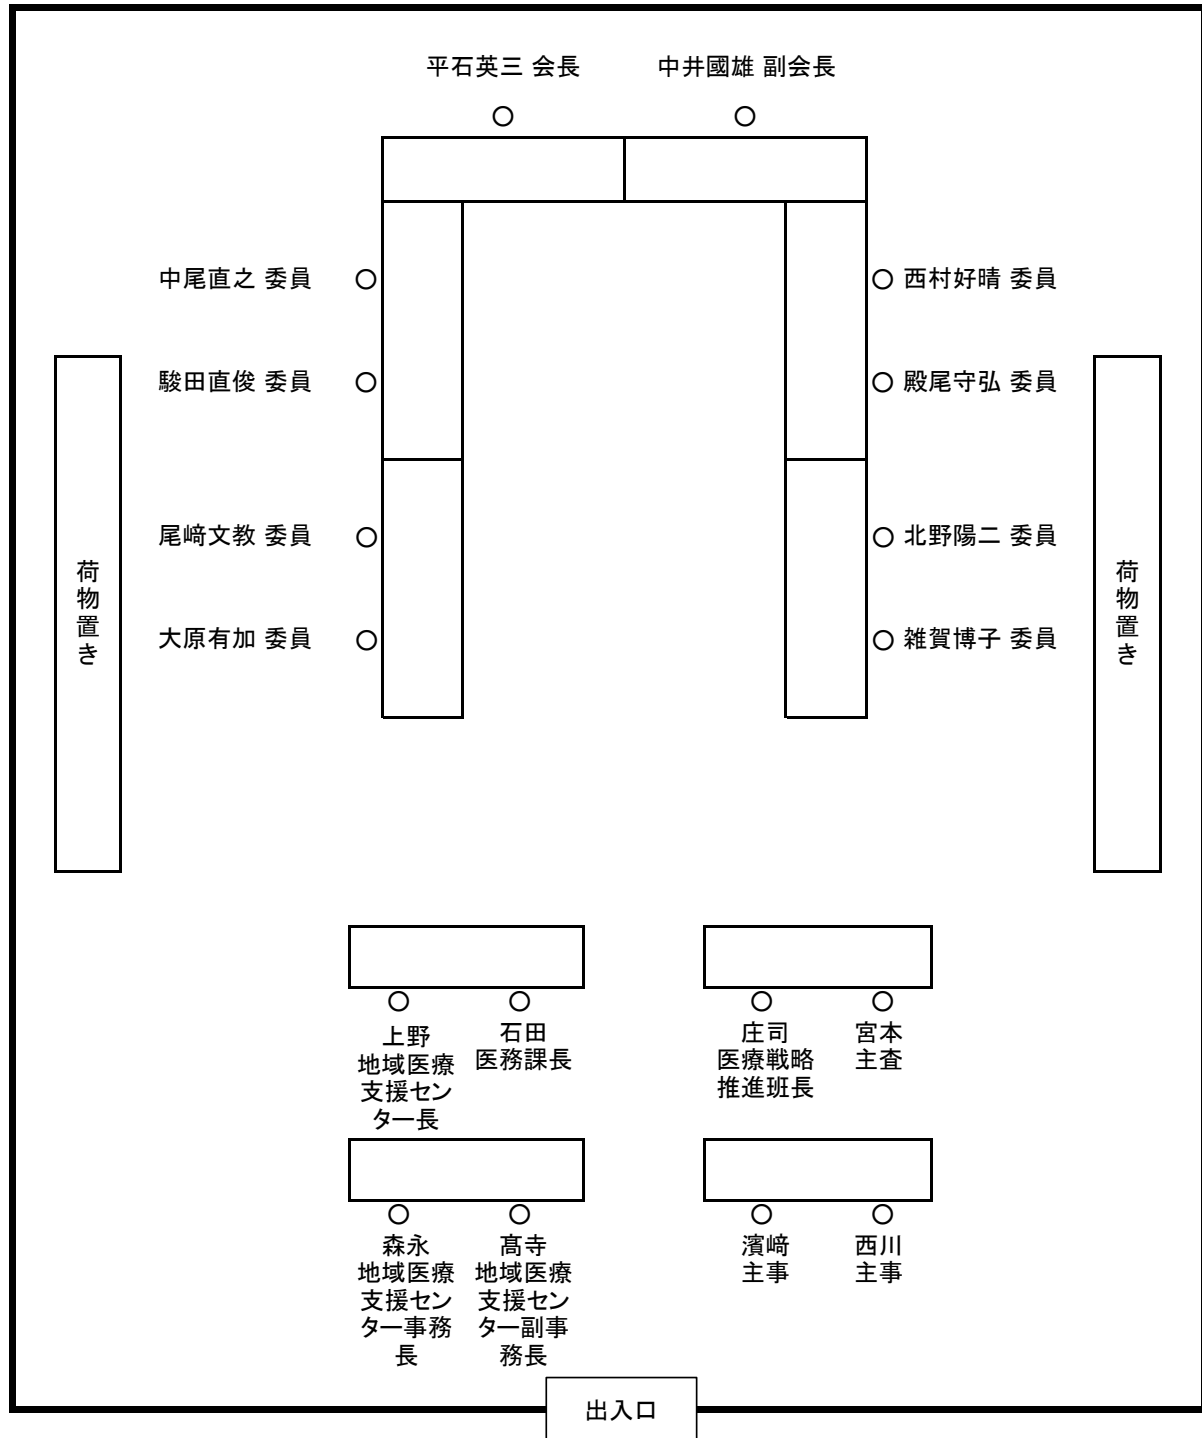 平石英三 会長
中井國雄 副会長
中尾直之 委員
西村好晴 委員
駿田直俊 委員
殿尾守弘 委員
尾﨑文教 委員
北野陽二 委員
大原有加 委員
雑賀博子 委員
荷物置き
荷物置き
上野
地域医療
支援セン
ター長
石田
医務課長
庄司
医療戦略
推進班長
宮本
主査
森永
地域医療
支援セン
ター事務
長
髙寺
地域医療
支援セン
ター副事
務長
濱﨑
主事
西川
主事
出入口